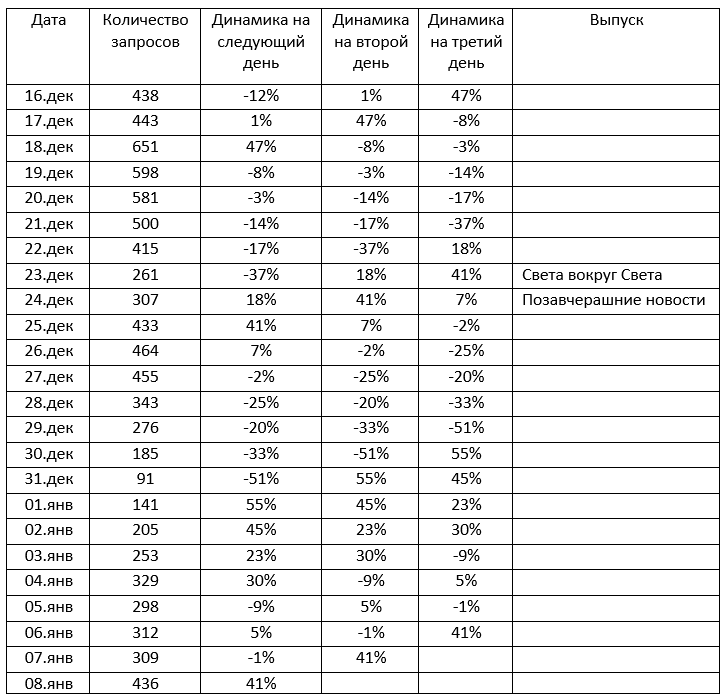 Дата Количество запросов Динамика на следующий день Динамика на второй день Динамика на третий день Выпуск
16.дек 438 -12% 1% 47%
17.дек 443 1% 47% -8%
18.дек 651 47% -8% -3%
19.дек 598 -8% -3% -14%
20.дек 581 -3% -14% -17%
21.дек 500 -14% -17% -37%
22.дек 415 -17% -37% 18%
23.дек 261 -37% 18% 41% Света вокруг Света
24.дек 307 18% 41% 7% Позавчерашние новости
25.дек 433 41% 7% -2%
26.дек 464 7% -2% -25%
27.дек 455 -2% -25% -20%
28.дек 343 -25% -20% -33%
29.дек 276 -20% -33% -51%
30.дек 185 -33% -51% 55%
31.дек 91 -51% 55% 45%
01.янв 141 55% 45% 23%
02.янв 205 45% 23% 30%
03.янв 253 23% 30% -9%
04.янв 329 30% -9% 5%
05.янв 298 -9% 5% -1%
06.янв 312 5% -1% 41%
07.янв 309 -1% 41%
08.янв 436 41%